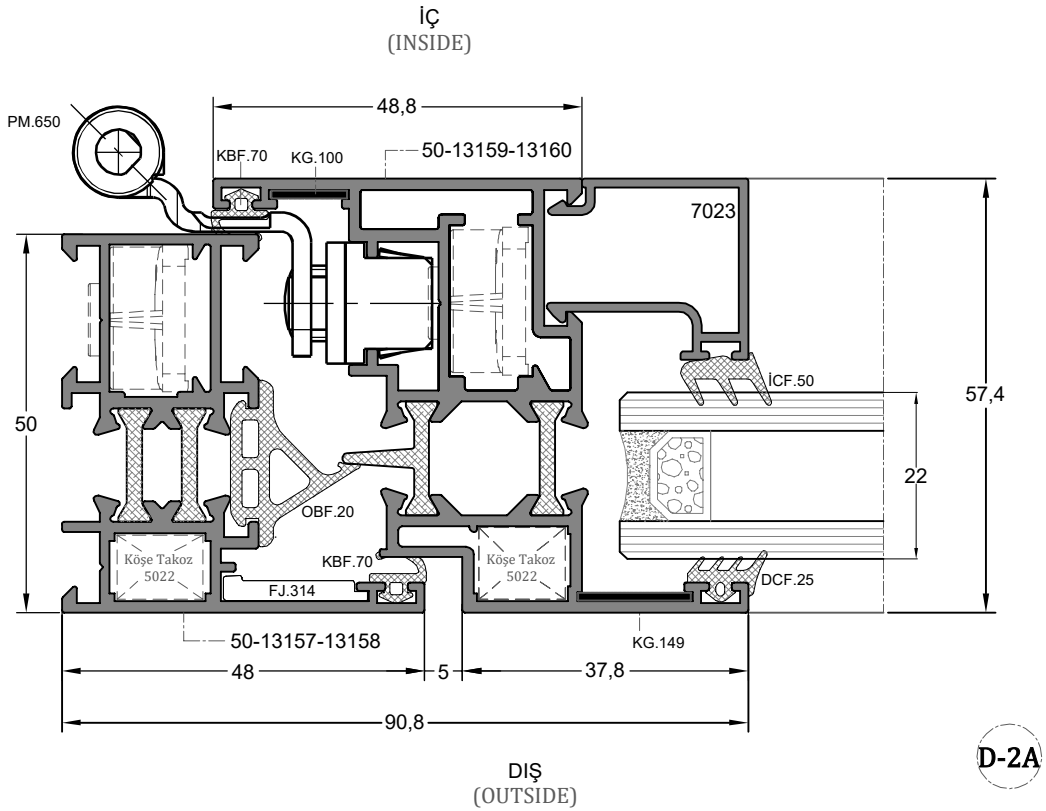 İÇ
(INSIDE)
48,8
PM.650
KBF.70
KG.100
50-13159-13160
7023
İCF.50
57,4
50
22
OBF.20
KBF.70
Köşe Takoz
5022
Köşe Takoz
5022
FJ.314
DCF.25
50-13157-13158
KG.149
48
5
37,8
90,8
DIŞ
(OUTSIDE)
D-2A